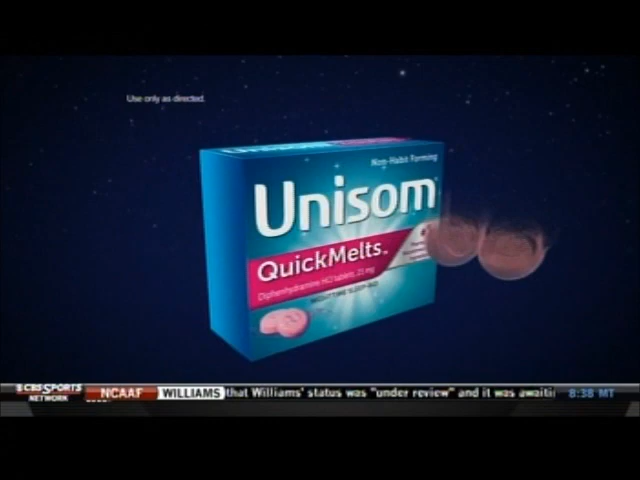 Use only as directed.
Non-Habit Forming
Unisom
QuickMelts™
Diphenhydramine HCl tablets, 25 mg
NIGHTTIME SLEEP-AID
CBS SPORTS
NETWORK
NCAAF
WILLIAMS
that Williams' status was "under review" and it was awaiti
8:38 MT